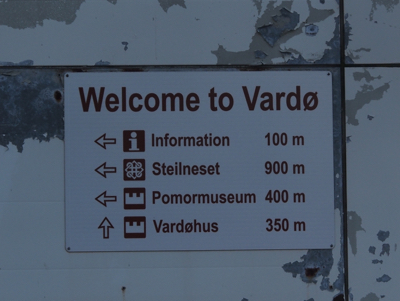 Welcome to Vardø
Information 100 m
Steilneset 900 m
Pomormuseum 400 m
Vardøhus 350 m